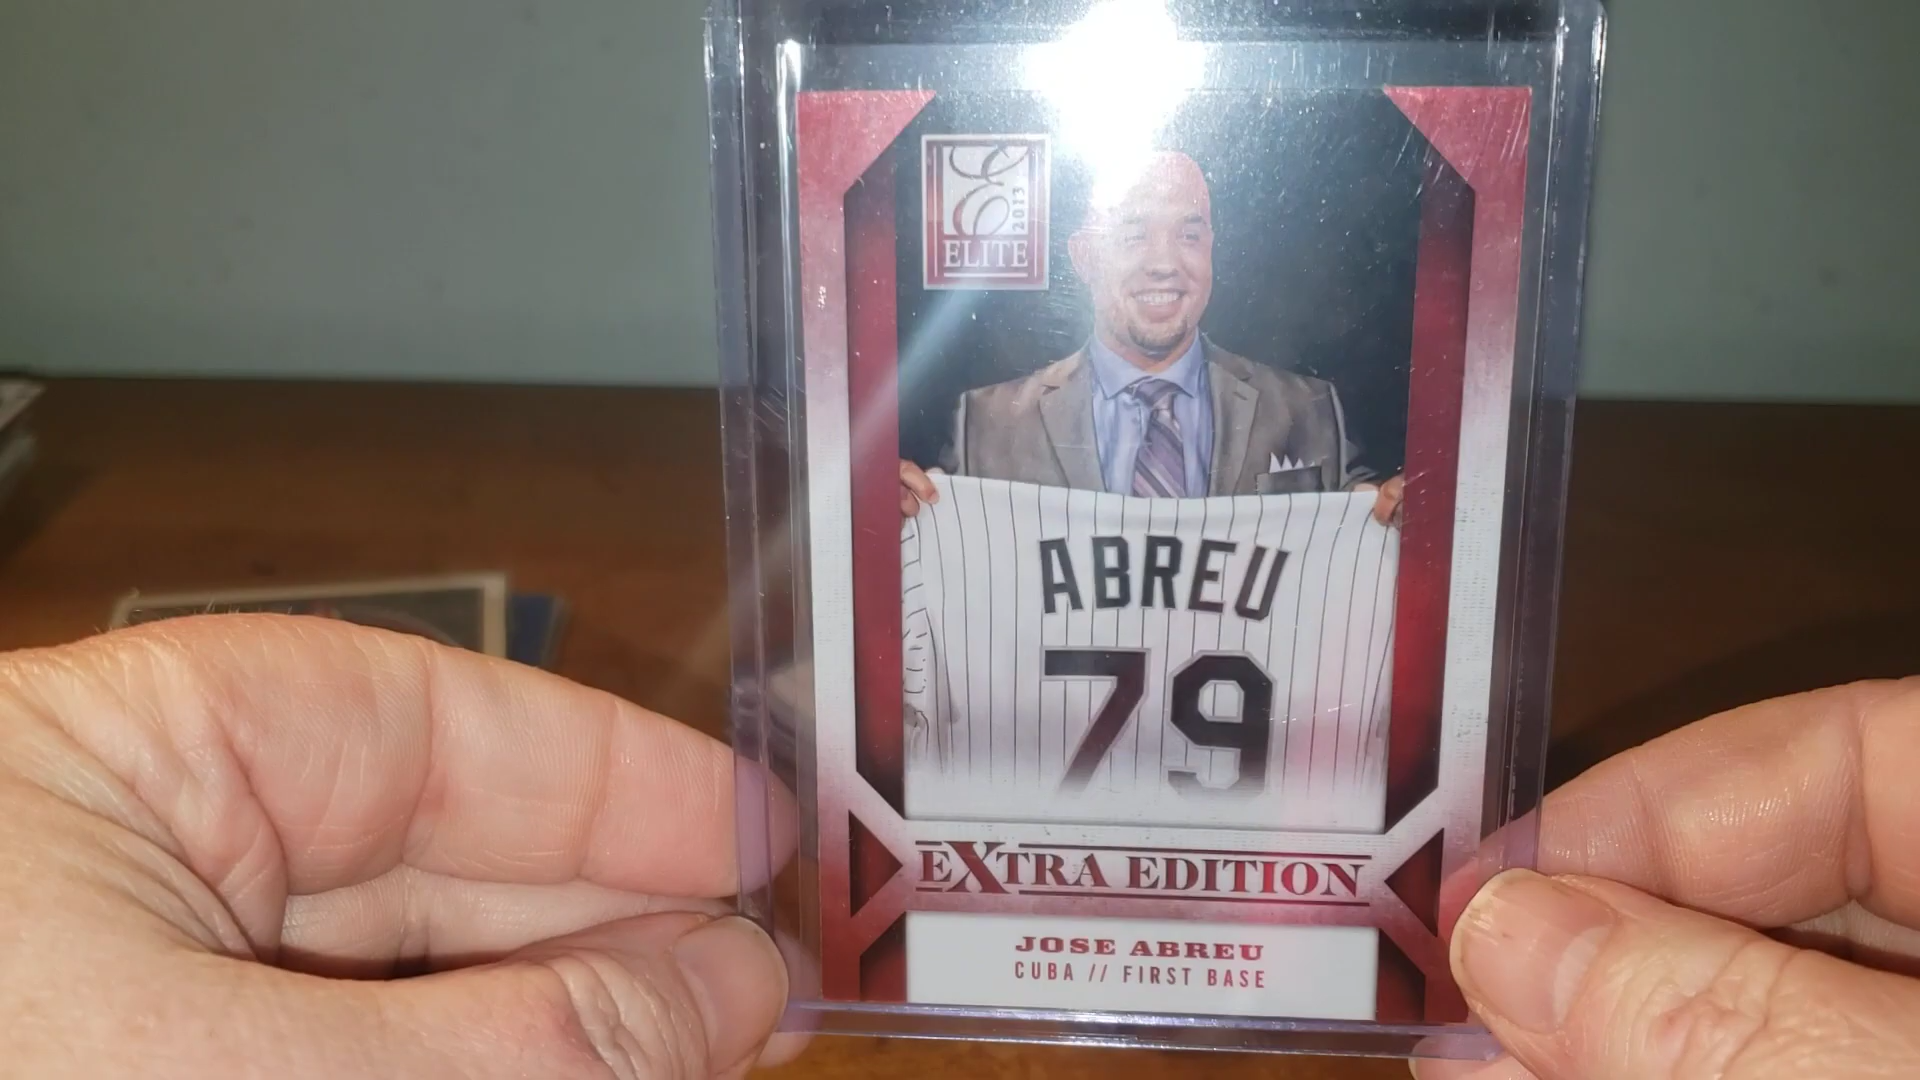 E
2013
ELITE
ABREU
79
EXTRA EDITION
JOSE ABREU
CUBA // FIRST BASE